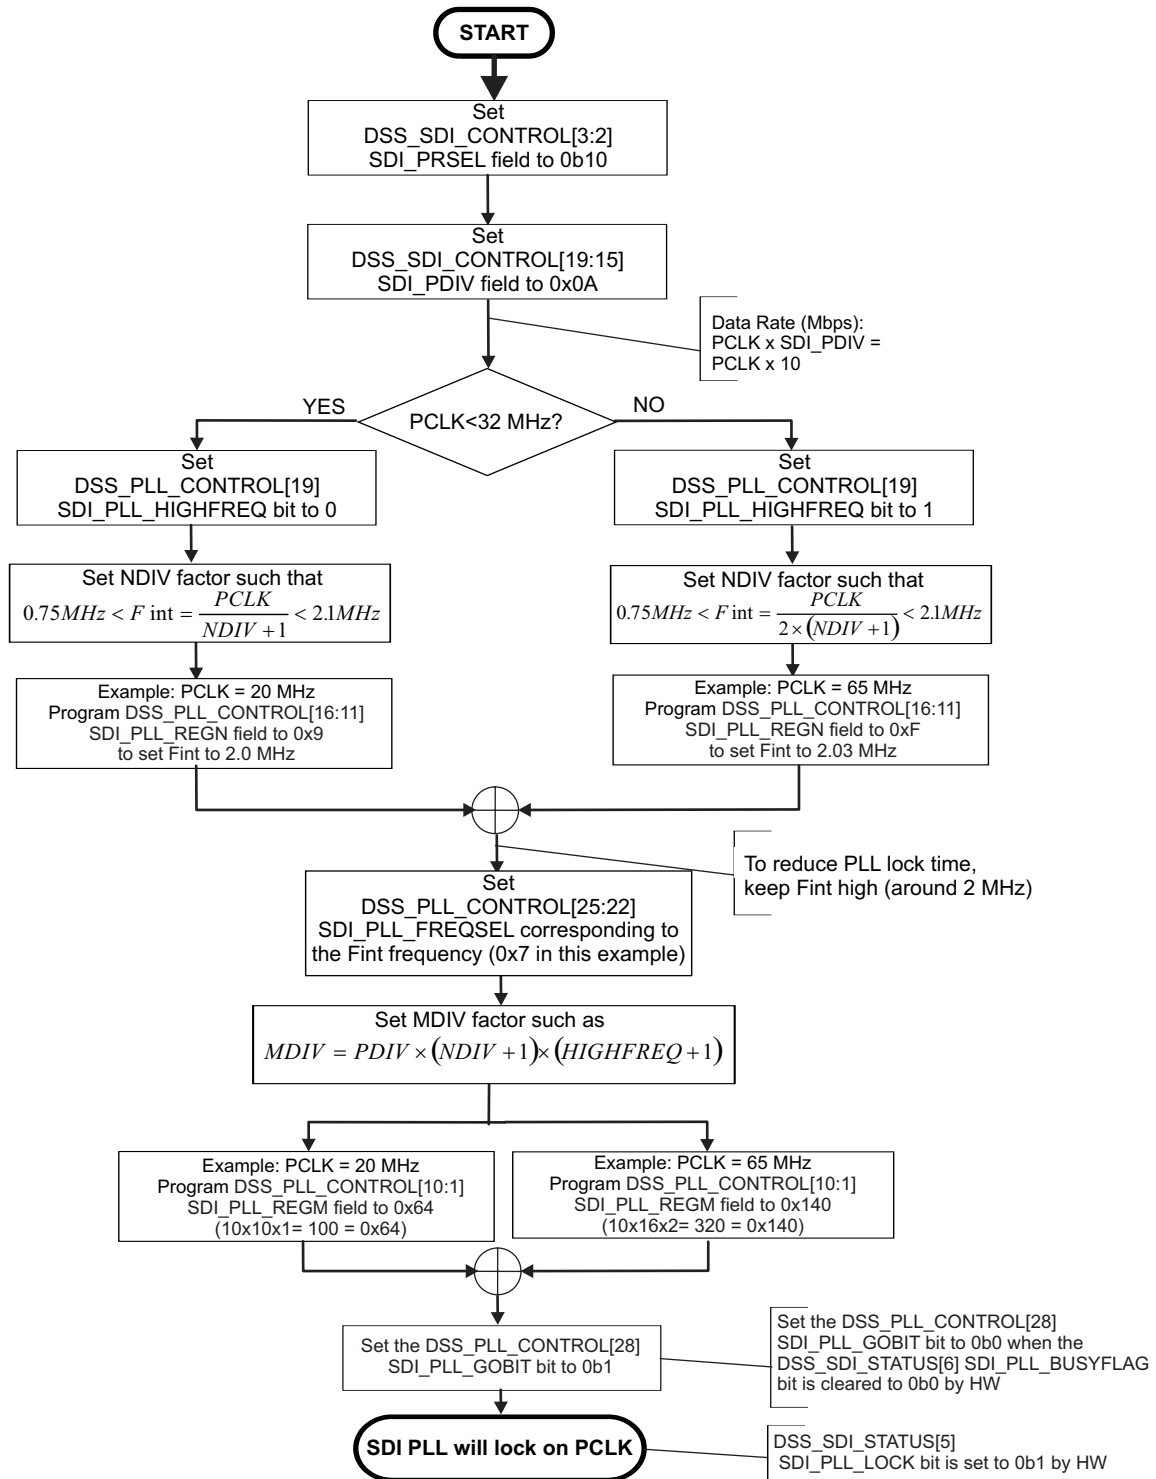 START
Set
DSS_SDI_CONTROL[3:2]
SDI_PRSEL field to 0b10
Set
DSS_SDI_CONTROL[19:15]
SDI_PDIV field to 0x0A
Data Rate (Mbps):
PCLK x SDI_PDIV =
PCLK x 10
YES
PCLK<32 MHz?
NO
Set
DSS_PLL_CONTROL[19]
SDI_PLL_HIGHFREQ bit to 0
Set
DSS_PLL_CONTROL[19]
SDI_PLL_HIGHFREQ bit to 1
Set NDIV factor such that
0.75MHz < F int = PCLK / (NDIV + 1) < 2.1MHz
Set NDIV factor such that
0.75MHz < F int = PCLK / (2 × (NDIV + 1)) < 2.1MHz
Example: PCLK = 20 MHz
Program DSS_PLL_CONTROL[16:11]
SDI_PLL_REGN field to 0x9
to set Fint to 2.0 MHz
Example: PCLK = 65 MHz
Program DSS_PLL_CONTROL[16:11]
SDI_PLL_REGN field to 0xF
to set Fint to 2.03 MHz
To reduce PLL lock time,
keep Fint high (around 2 MHz)
Set
DSS_PLL_CONTROL[25:22]
SDI_PLL_FREQSEL corresponding to
the Fint frequency (0x7 in this example)
Set MDIV factor such as
MDIV = PDIV × (NDIV + 1) × (HIGHFREQ + 1)
Example: PCLK = 20 MHz
Program DSS_PLL_CONTROL[10:1]
SDI_PLL_REGM field to 0x64
(10x10x1= 100 = 0x64)
Example: PCLK = 65 MHz
Program DSS_PLL_CONTROL[10:1]
SDI_PLL_REGM field to 0x140
(10x16x2= 320 = 0x140)
Set the DSS_PLL_CONTROL[28]
SDI_PLL_GOBIT bit to 0b1
Set the DSS_PLL_CONTROL[28]
SDI_PLL_GOBIT bit to 0b0 when the
DSS_SDI_STATUS[6] SDI_PLL_BUSYFLAG
bit is cleared to 0b0 by HW
SDI PLL will lock on PCLK
DSS_SDI_STATUS[5]
SDI_PLL_LOCK bit is set to 0b1 by HW